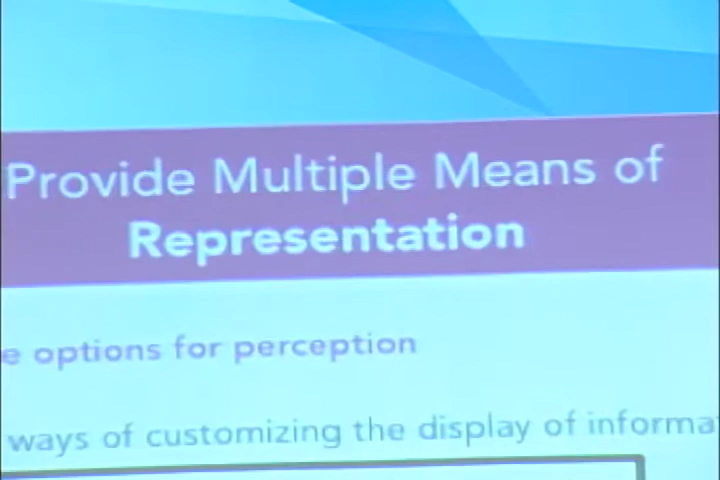 Provide Multiple Means of
Representation
e options for perception
ways of customizing the display of informa